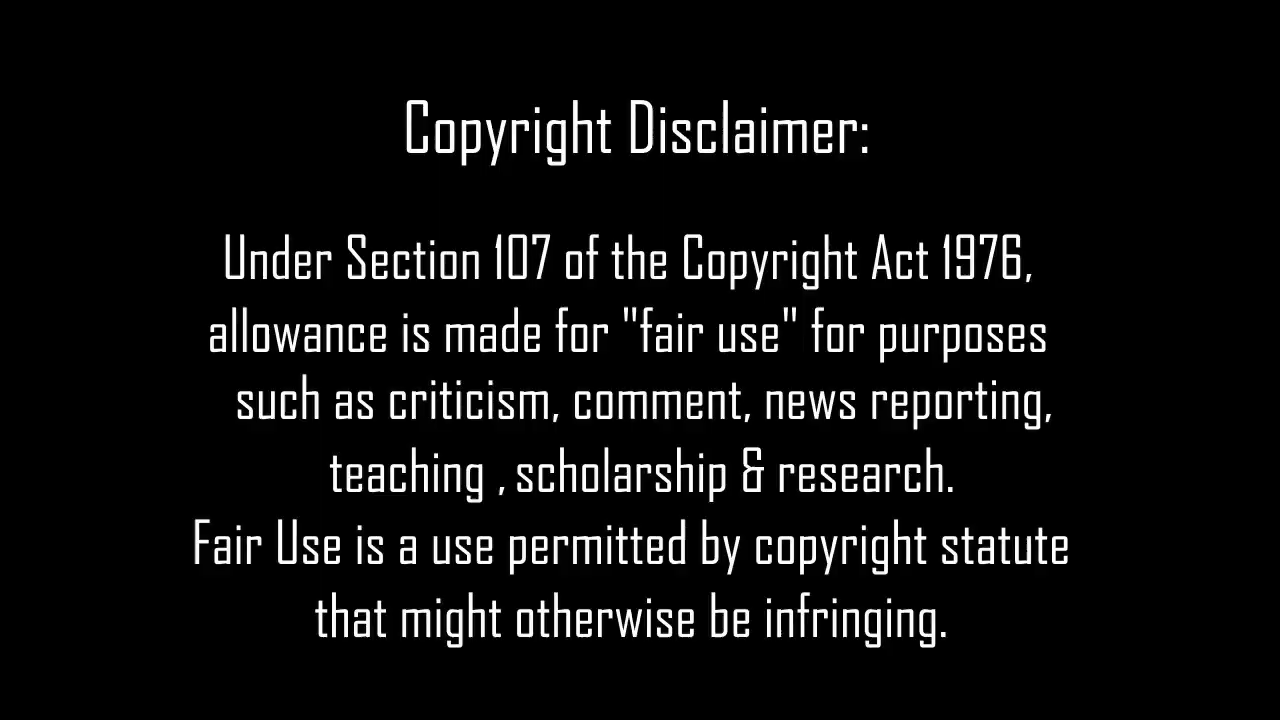 Copyright Disclaimer:
Under Section 107 of the Copyright Act 1976,
allowance is made for "fair use" for purposes
such as criticism, comment, news reporting,
teaching , scholarship & research.
Fair Use is a use permitted by copyright statute
that might otherwise be infringing.